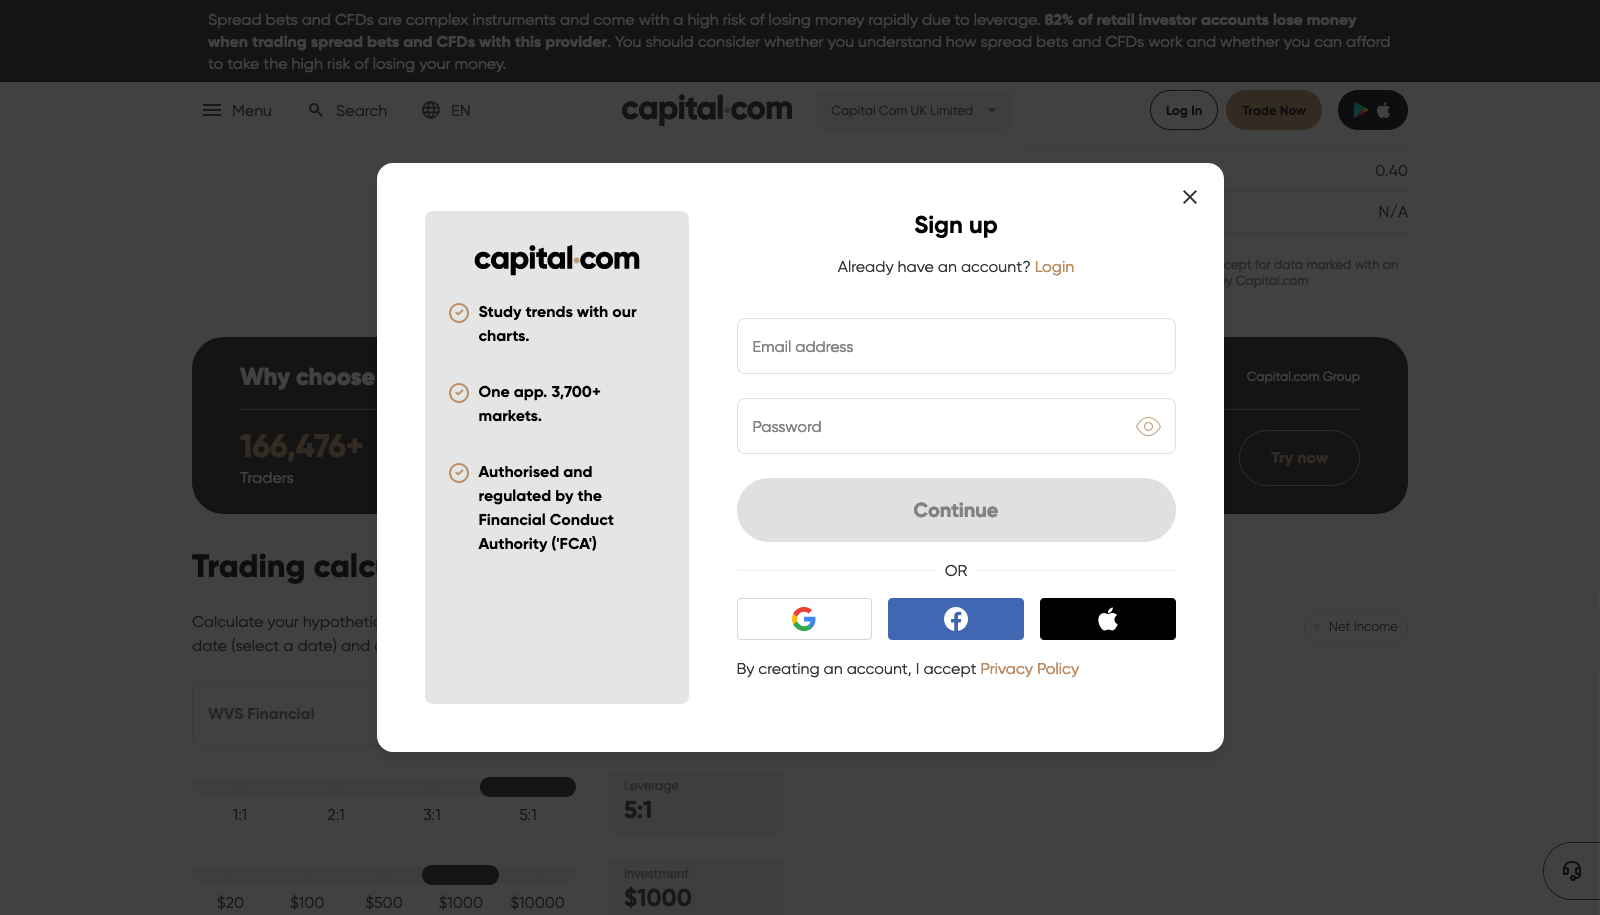 Spread bets and CFDs are complex instruments and come with a high risk of losing money rapidly due to leverage. 82% of retail investor accounts lose money
when trading spread bets and CFDs with this provider. You should consider whether you understand how spread bets and CFDs work and whether you can afford
to take the high risk of losing your money.
Menu
Search
EN
capital.com
Capital Com UK Limited
Log In
Trade Now
0.40
N/A
cept for data marked with an
y Capital.com
Sign up
Already have an account? Login
capital.com
Study trends with our
charts.
One app. 3,700+
markets.
Authorised and
regulated by the
Financial Conduct
Authority ('FCA')
Email address
Password
Continue
OR
By creating an account, I accept Privacy Policy
Why choose
Capital.com Group
166,476+
Traders
Try now
Trading calc
Calculate your hypothetic
date (select a date) and
Net Income
WVS Financial
1:1
2:1
3:1
5:1
Leverage
5:1
$20
$100
$500
$1000
$10000
Investment
$1000